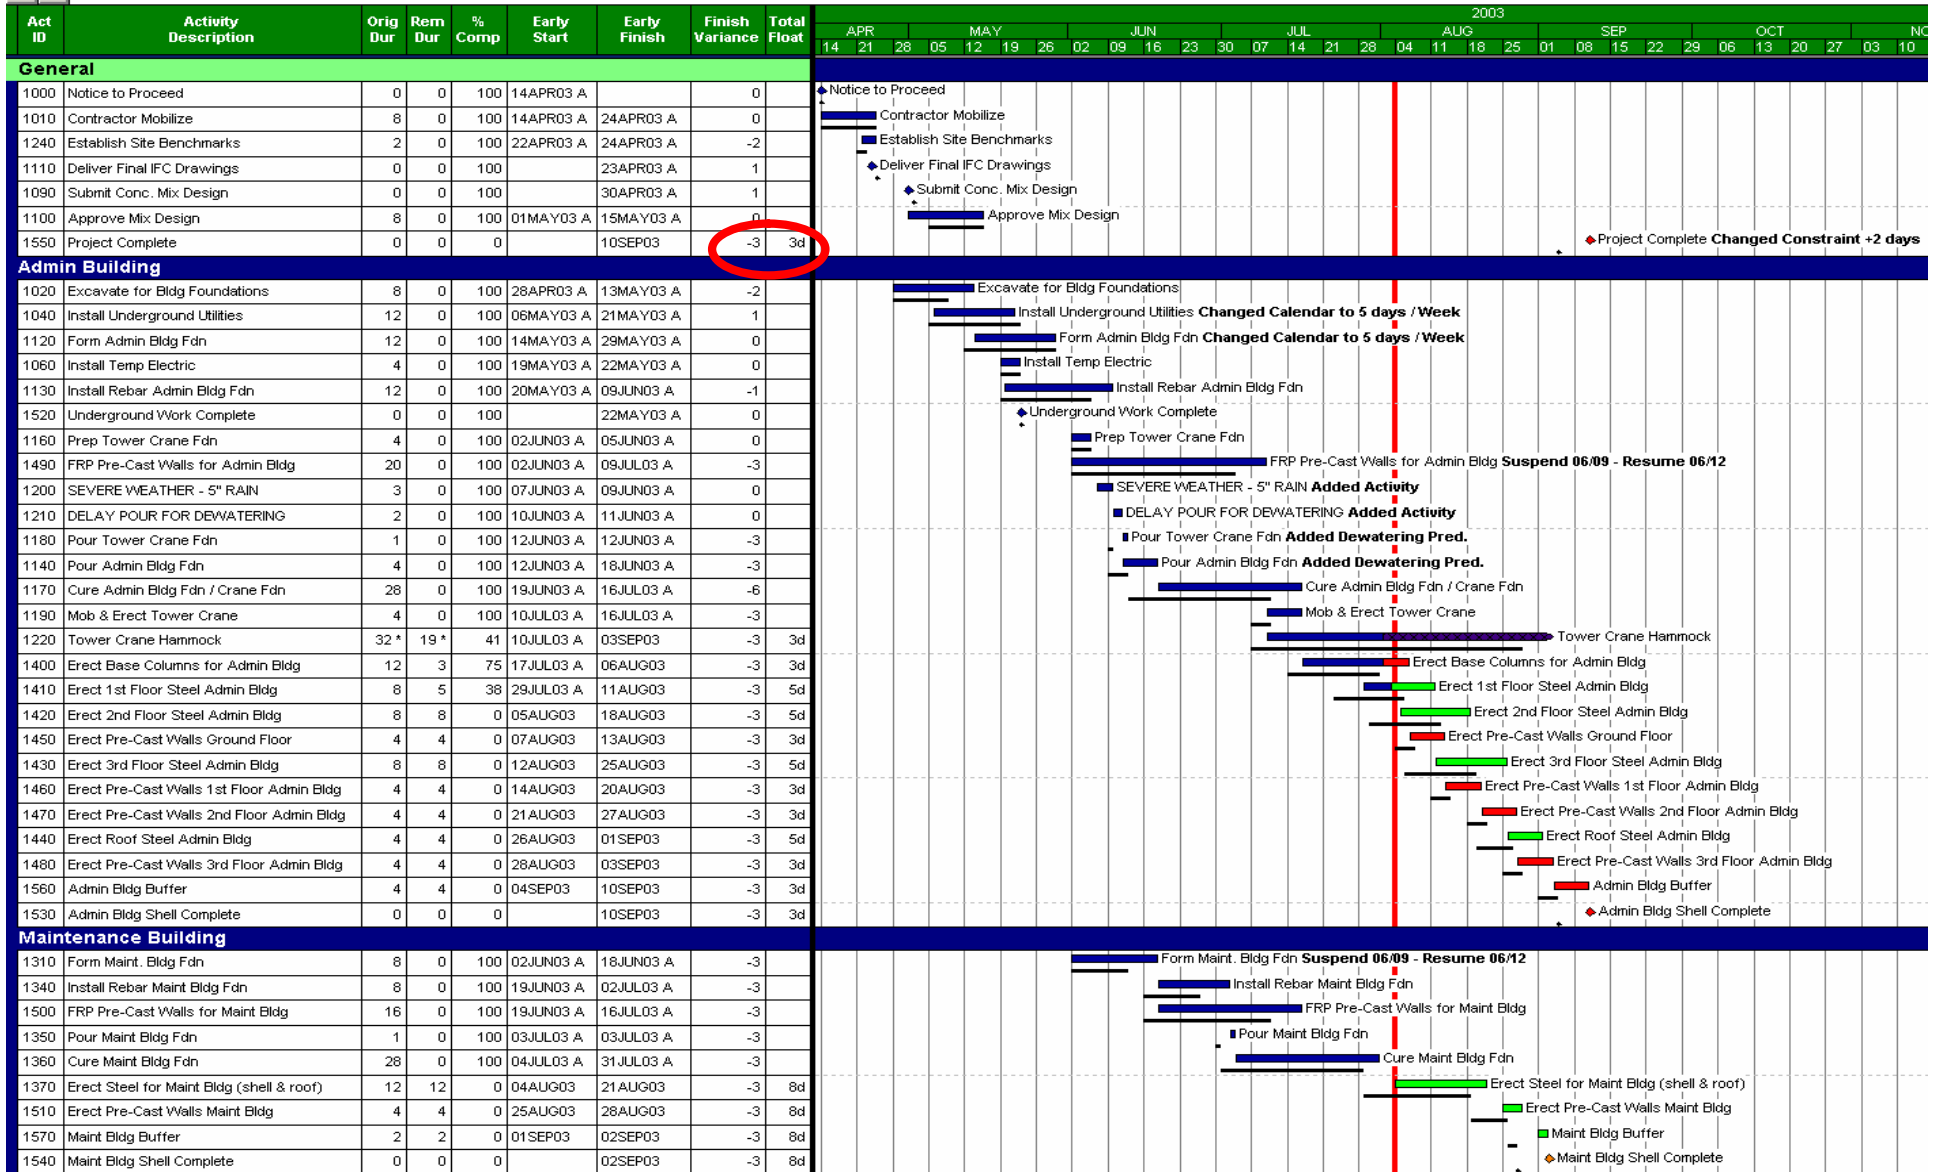 2003
Act ID Activity Description Orig Dur Rem Dur % Comp Early Start Early Finish Finish Variance Total Float
APR MAY JUN JUL AUG SEP OCT NO
14 21 28 05 12 19 26 02 09 16 23 30 07 14 21 28 04 11 18 25 01 08 15 22 29 06 13 20 27 03 10
General
1000 Notice to Proceed 0 0 100 14APR03 A 0 Notice to Proceed
1010 Contractor Mobilize 8 0 100 14APR03 A 24APR03 A 0 Contractor Mobilize
1240 Establish Site Benchmarks 2 0 100 22APR03 A 24APR03 A -2 Establish Site Benchmarks
1110 Deliver Final IFC Drawings 0 0 100 23APR03 A 1 Deliver Final IFC Drawings
1090 Submit Conc. Mix Design 0 0 100 30APR03 A 1 Submit Conc. Mix Design
1100 Approve Mix Design 8 0 100 01MAY03 A 15MAY03 A 0 Approve Mix Design
1550 Project Complete 0 0 0 10SEP03 -3 3d Project Complete Changed Constraint +2 days
Admin Building
1020 Excavate for Bldg Foundations 8 0 100 28APR03 A 13MAY03 A -2 Excavate for Bldg Foundations
1040 Install Underground Utilities 12 0 100 06MAY03 A 21MAY03 A 1 Install Underground Utilities Changed Calendar to 5 days / Week
1120 Form Admin Bldg Fdn 12 0 100 14MAY03 A 29MAY03 A 0 Form Admin Bldg Fdn Changed Calendar to 5 days / Week
1060 Install Temp Electric 4 0 100 19MAY03 A 22MAY03 A 0 Install Temp Electric
1130 Install Rebar Admin Bldg Fdn 12 0 100 20MAY03 A 09JUN03 A -1 Install Rebar Admin Bldg Fdn
1520 Underground Work Complete 0 0 100 22MAY03 A 0 Underground Work Complete
1160 Prep Tower Crane Fdn 4 0 100 02JUN03 A 05JUN03 A 0 Prep Tower Crane Fdn
1490 FRP Pre-Cast Walls for Admin Bldg 20 0 100 02JUN03 A 09JUL03 A -3 FRP Pre-Cast Walls for Admin Bldg Suspend 06/09 - Resume 06/12
1200 SEVERE WEATHER - 5" RAIN 3 0 100 07JUN03 A 09JUN03 A 0 SEVERE WEATHER - 5" RAIN Added Activity
1210 DELAY POUR FOR DEWATERING 2 0 100 10JUN03 A 11JUN03 A 0 DELAY POUR FOR DEWATERING Added Activity
1180 Pour Tower Crane Fdn 1 0 100 12JUN03 A 12JUN03 A -3 Pour Tower Crane Fdn Added Dewatering Pred.
1140 Pour Admin Bldg Fdn 4 0 100 12JUN03 A 18JUN03 A -3 Pour Admin Bldg Fdn Added Dewatering Pred.
1170 Cure Admin Bldg Fdn / Crane Fdn 28 0 100 19JUN03 A 16JUL03 A -6 Cure Admin Bldg Fdn / Crane Fdn
1190 Mob & Erect Tower Crane 4 0 100 10JUL03 A 16JUL03 A -3 Mob & Erect Tower Crane
1220 Tower Crane Hammock 32 * 19 * 41 10JUL03 A 03SEP03 -3 3d Tower Crane Hammock
1400 Erect Base Columns for Admin Bldg 12 3 75 17JUL03 A 06AUG03 -3 3d Erect Base Columns for Admin Bldg
1410 Erect 1st Floor Steel Admin Bldg 8 5 38 29JUL03 A 11AUG03 -3 5d Erect 1st Floor Steel Admin Bldg
1420 Erect 2nd Floor Steel Admin Bldg 8 8 0 05AUG03 18AUG03 -3 5d Erect 2nd Floor Steel Admin Bldg
1450 Erect Pre-Cast Walls Ground Floor 4 4 0 07AUG03 13AUG03 -3 3d Erect Pre-Cast Walls Ground Floor
1430 Erect 3rd Floor Steel Admin Bldg 8 8 0 12AUG03 25AUG03 -3 5d Erect 3rd Floor Steel Admin Bldg
1460 Erect Pre-Cast Walls 1st Floor Admin Bldg 4 4 0 14AUG03 20AUG03 -3 3d Erect Pre-Cast Walls 1st Floor Admin Bldg
1470 Erect Pre-Cast Walls 2nd Floor Admin Bldg 4 4 0 21AUG03 27AUG03 -3 3d Erect Pre-Cast Walls 2nd Floor Admin Bldg
1440 Erect Roof Steel Admin Bldg 4 4 0 26AUG03 01SEP03 -3 5d Erect Roof Steel Admin Bldg
1480 Erect Pre-Cast Walls 3rd Floor Admin Bldg 4 4 0 28AUG03 03SEP03 -3 3d Erect Pre-Cast Walls 3rd Floor Admin Bldg
1560 Admin Bldg Buffer 4 4 0 04SEP03 10SEP03 -3 3d Admin Bldg Buffer
1530 Admin Bldg Shell Complete 0 0 0 10SEP03 -3 3d Admin Bldg Shell Complete
Maintenance Building
1310 Form Maint. Bldg Fdn 8 0 100 02JUN03 A 18JUN03 A -3 Form Maint. Bldg Fdn Suspend 06/09 - Resume 06/12
1340 Install Rebar Maint Bldg Fdn 8 0 100 19JUN03 A 02JUL03 A -3 Install Rebar Maint Bldg Fdn
1500 FRP Pre-Cast Walls for Maint Bldg 16 0 100 19JUN03 A 16JUL03 A -3 FRP Pre-Cast Walls for Maint Bldg
1350 Pour Maint Bldg Fdn 1 0 100 03JUL03 A 03JUL03 A -3 Pour Maint Bldg Fdn
1360 Cure Maint Bldg Fdn 28 0 100 04JUL03 A 31JUL03 A -3 Cure Maint Bldg Fdn
1370 Erect Steel for Maint Bldg (shell & roof) 12 12 0 04AUG03 21AUG03 -3 8d Erect Steel for Maint Bldg (shell & roof)
1510 Erect Pre-Cast Walls Maint Bldg 4 4 0 25AUG03 28AUG03 -3 8d Erect Pre-Cast Walls Maint Bldg
1570 Maint Bldg Buffer 2 2 0 01SEP03 02SEP03 -3 8d Maint Bldg Buffer
1540 Maint Bldg Shell Complete 0 0 0 02SEP03 -3 8d Maint Bldg Shell Complete